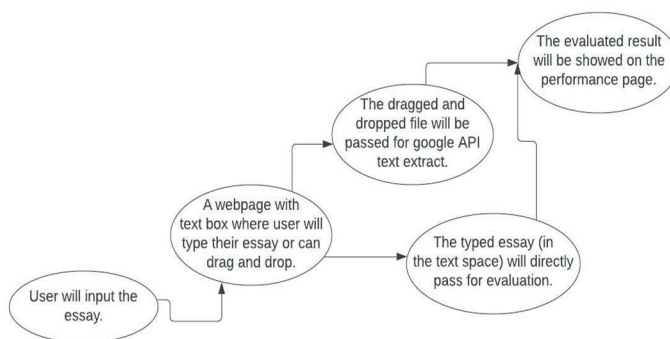 The evaluated result
will be showed on the
performance page.
The dragged and
dropped file will be
passed for google API
text extract.
A webpage with
text box where user will
type their essay or can
drag and drop.
The typed essay (in
the text space) will directly
pass for evaluation.
User will input the
essay.